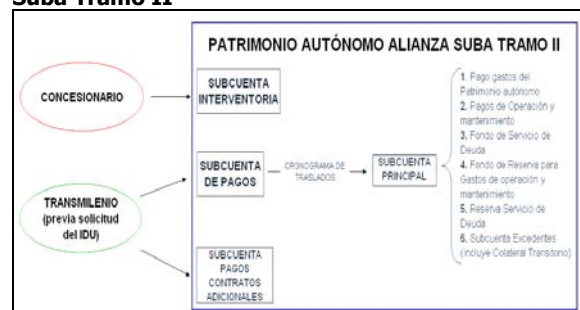 Suba Tramo II
PATRIMONIO AUTÓNOMO ALIANZA SUBA TRAMO II
CONCESIONARIO
SUBCUENTA
INTERVENTORIA
TRANSMILENIO
(previa solicitud
del IDU)
SUBCUENTA
DE PAGOS
CRONOGRAMA DE
TRASLADOS
SUBCUENTA
PRINCIPAL
SUBCUENTA
PAGOS
CONTRATOS
ADICIONALES
1. Pago gastos del
Patrimonio autónomo
2. Pagos de Operación y
mantenimiento
3. Fondo de Servicio de
Deuda
4. Fondo de Reserva para
Gastos de operación y
mantenimiento
5. Reserva Servicio de
Deuda
6. Subcuenta Excedentes
(incluye Colateral Transitorio)